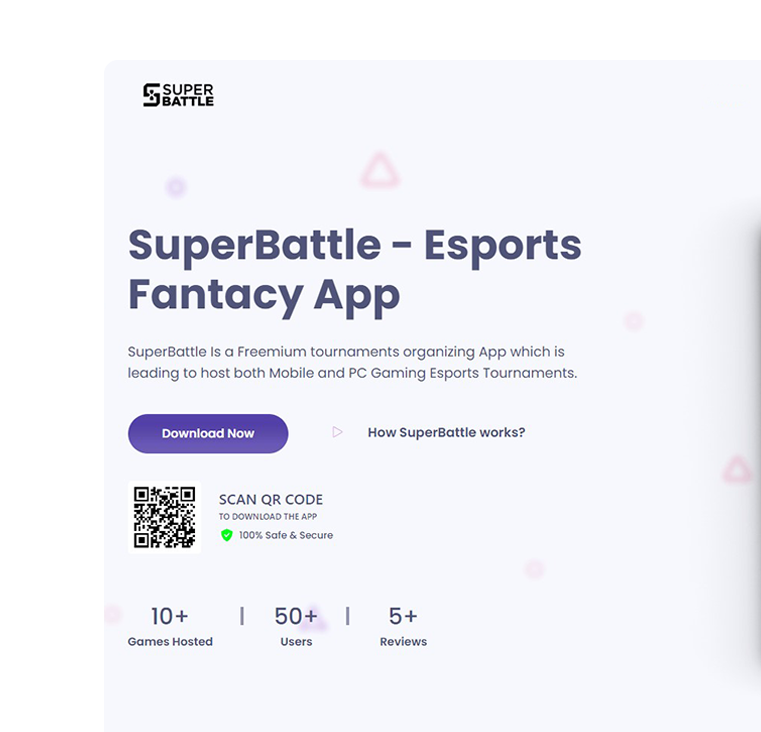 SUPER
BATTLE
SuperBattle - Esports
Fantacy App
SuperBattle Is a Freemium tournaments organizing App which is
leading to host both Mobile and PC Gaming Esports Tournaments.
Download Now
How SuperBattle works?
SCAN QR CODE
TO DOWNLOAD THE APP
100% Safe & Secure
10+
Games Hosted
50+
Users
5+
Reviews